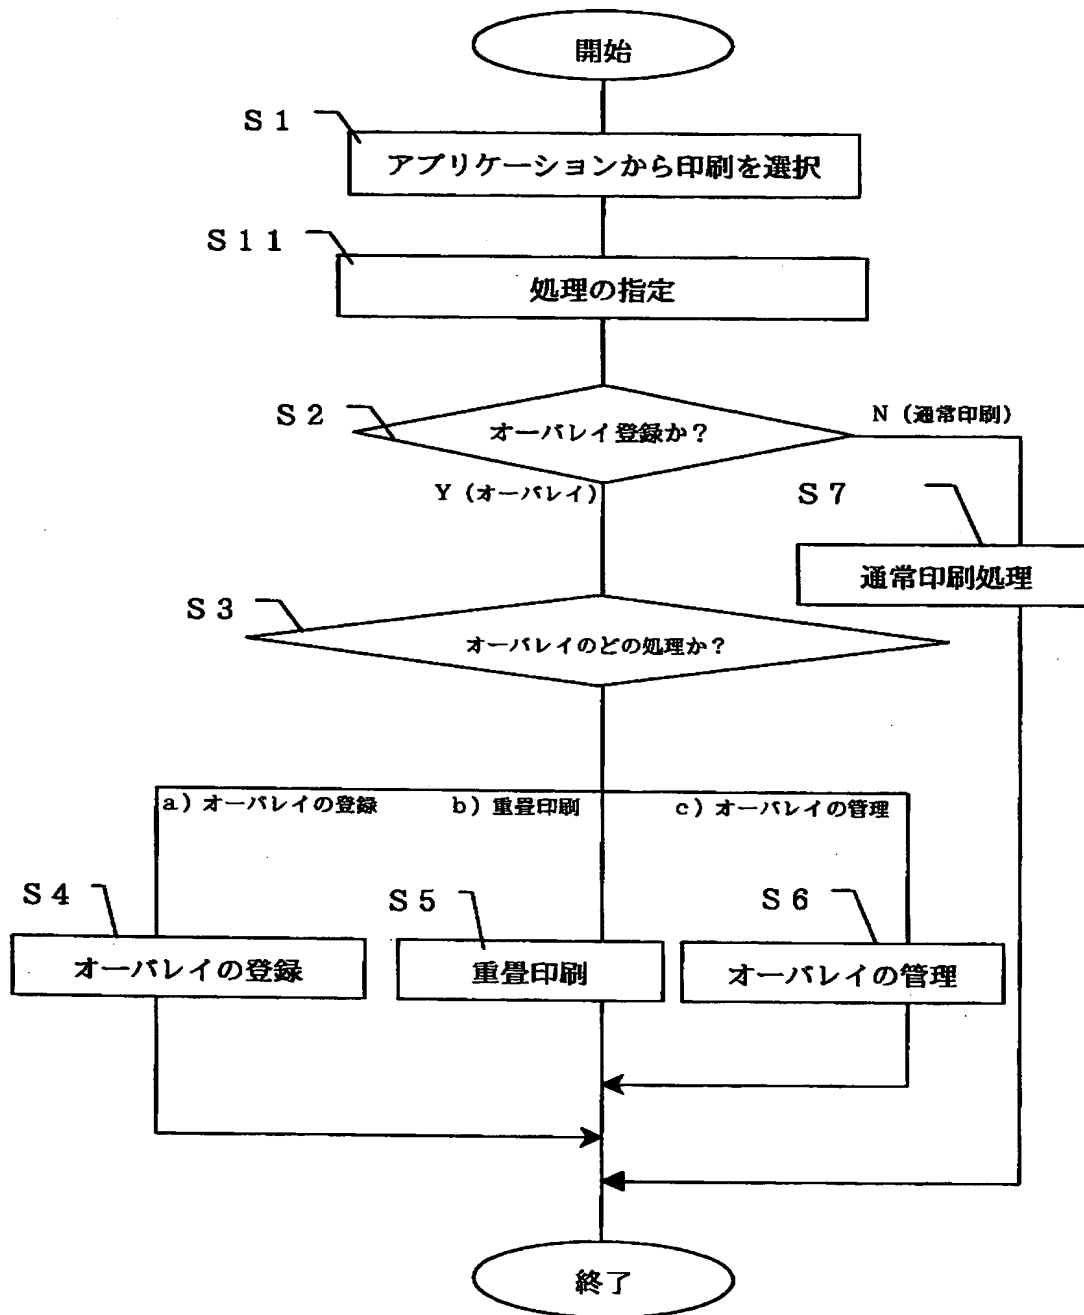 開始
S1
アプリケーションから印刷を選択
S11
処理の指定
S2
オーバレイ登録か？
N（通常印刷）
Y（オーバレイ）
S7
通常印刷処理
S3
オーバレイのどの処理か？
a）オーバレイの登録
b）重畳印刷
c）オーバレイの管理
S4
オーバレイの登録
S5
重畳印刷
S6
オーバレイの管理
終了